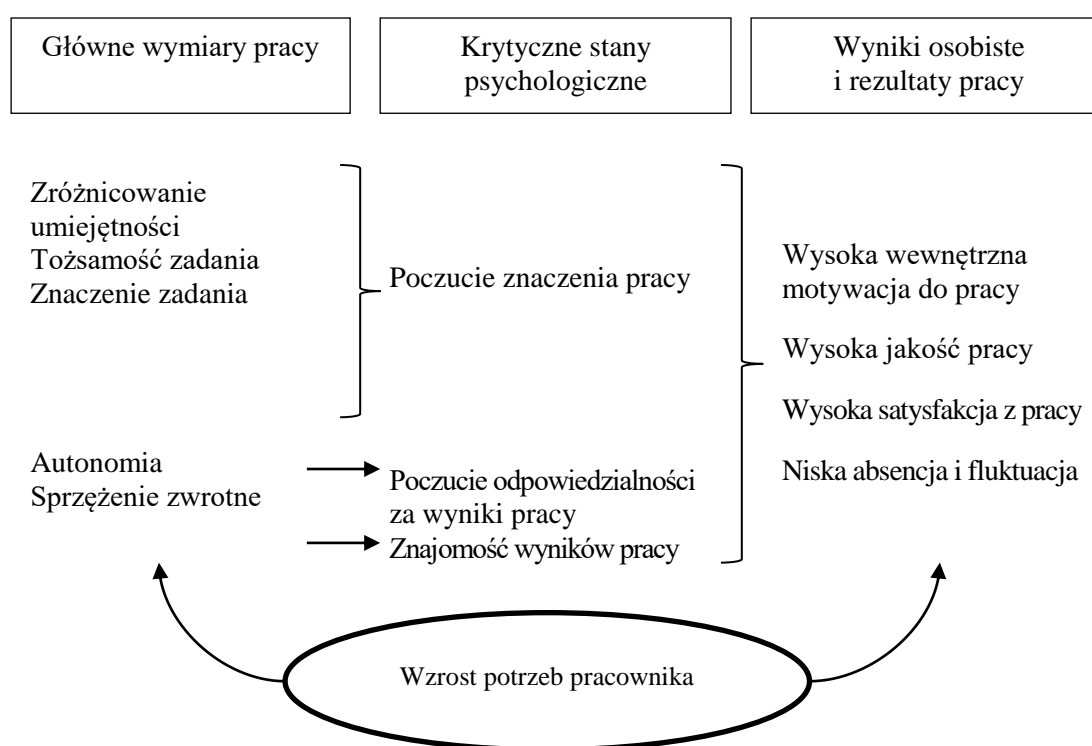 Główne wymiary pracy
Krytyczne stany
psychologiczne
Wyniki osobiste
i rezultaty pracy
Zróżnicowanie
umiejętności
Tożsamość zadania
Znaczenie zadania
Autonomia
Sprzężenie zwrotne
Poczucie znaczenia pracy
Poczucie odpowiedzialności
za wyniki pracy
Znajomość wyników pracy
Wysoka wewnętrzna
motywacja do pracy
Wysoka jakość pracy
Wysoka satysfakcja z pracy
Niska absencja i fluktuacja
Wzrost potrzeb pracownika